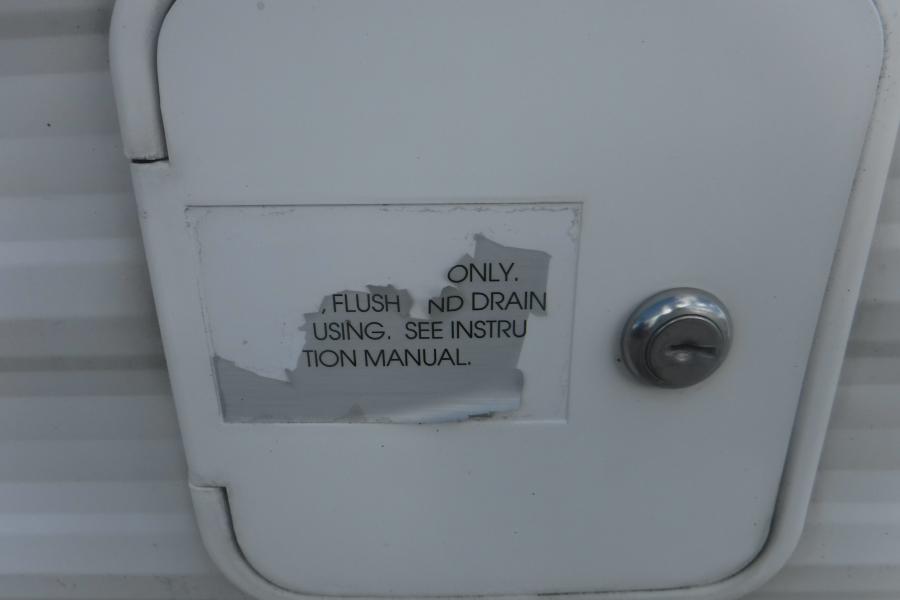 ONLY.
, FLUSH ND DRAIN
USING. SEE INSTRU
TION MANUAL.